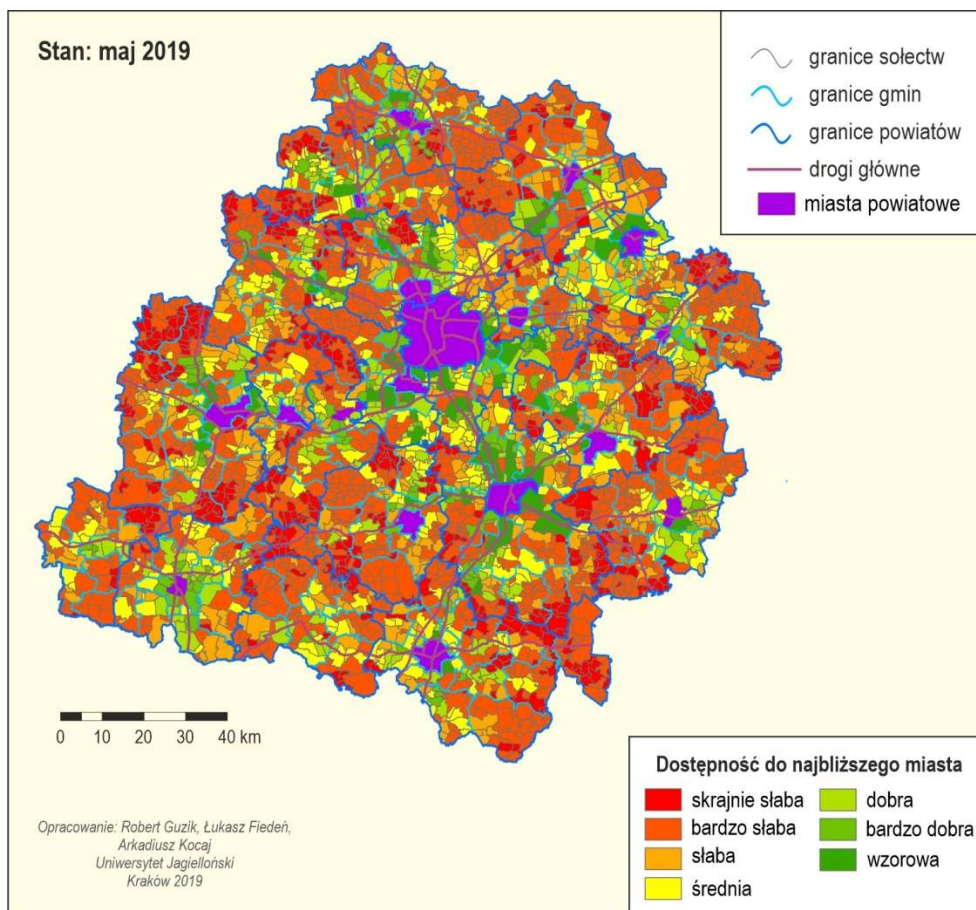 Stan: maj 2019
granice sołectw
granice gmin
granice powiatów
drogi główne
miasta powiatowe
0 10 20 30 40 km
Opracowanie: Robert Guzik, Łukasz Fiedeń,
Arkadiusz Kocaj
Uniwersytet Jagielloński
Kraków 2019
Dostępność do najbliższego miasta
skrajnie słaba
bardzo słaba
słaba
średnia
dobra
bardzo dobra
wzorowa